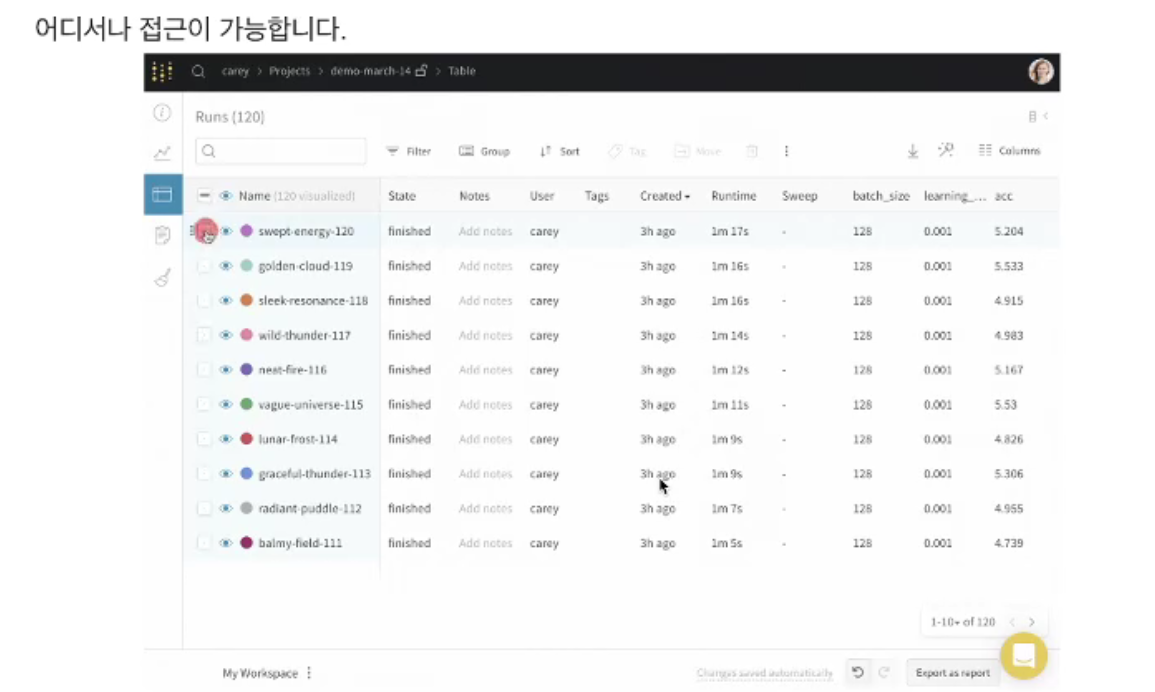 어디서나 접근이 가능합니다.
carey > Projects > demo-march-14 > Table
Runs (120)
Filter Group Sort Tag Move Columns
Name (120 visualized) State Notes User Tags Created Runtime Sweep batch_size learning_... acc
swept-energy-120 finished Add notes carey 3h ago 1m 17s - 128 0.001 5.204
golden-cloud-119 finished Add notes carey 3h ago 1m 16s - 128 0.001 5.533
sleek-resonance-118 finished Add notes carey 3h ago 1m 16s - 128 0.001 4.915
wild-thunder-117 finished Add notes carey 3h ago 1m 14s - 128 0.001 4.983
neat-fire-116 finished Add notes carey 3h ago 1m 12s - 128 0.001 5.167
vague-universe-115 finished Add notes carey 3h ago 1m 11s - 128 0.001 5.53
lunar-frost-114 finished Add notes carey 3h ago 1m 9s - 128 0.001 4.826
graceful-thunder-113 finished Add notes carey 3h ago 1m 9s - 128 0.001 5.306
radiant-puddle-112 finished Add notes carey 3h ago 1m 7s - 128 0.001 4.955
balmy-field-111 finished Add notes carey 3h ago 1m 5s - 128 0.001 4.739
1-10 of 120
My Workspace Changes saved automatically Export as report